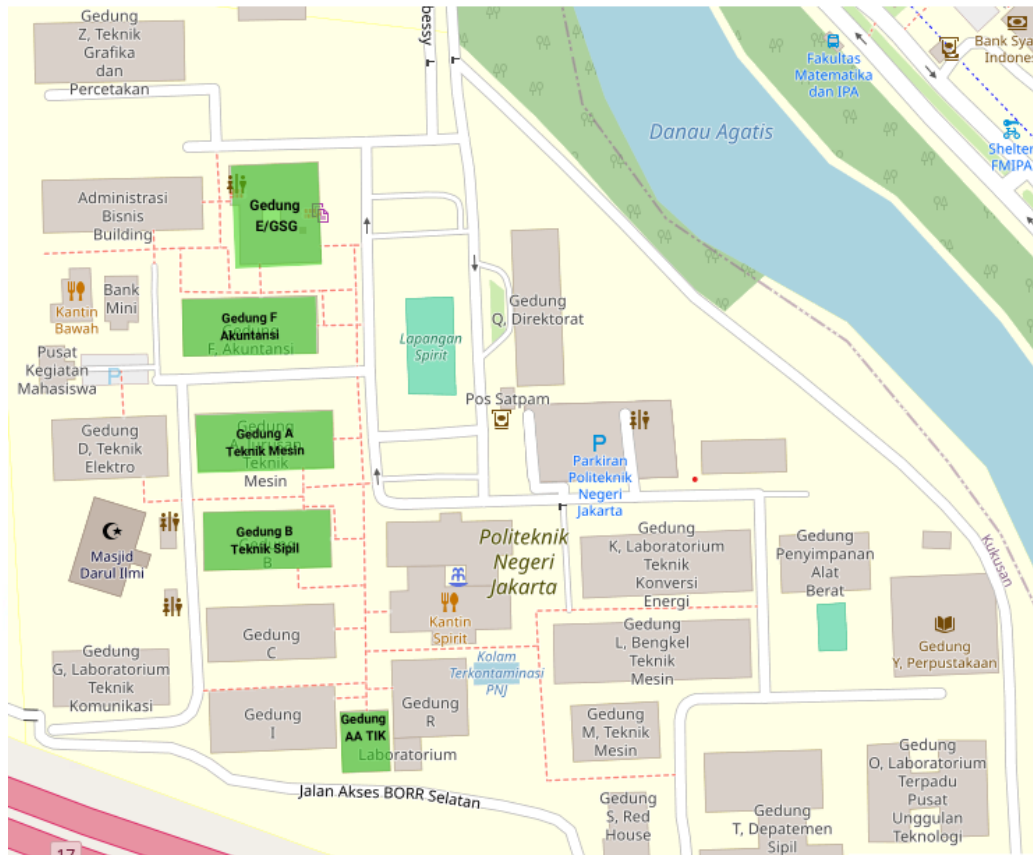 Gedung
Z, Teknik
Grafika
dan
Percetakan
bessy
Bank Sya
Indones
Fakultas
Matematika
dan IPA
Danau Agatis
Shelter
FMIPA
Administrasi
Bisnis
Building
Gedung
E/GSG
Kantin
Bawah
Bank
Mini
Gedung F
Akuntansi
Gedung
F, Akuntansi
Lapangan
Spirit
Gedung
Q, Direktorat
Pusat
Kegiatan
Mahasiswa
P
Pos Satpam
Gedung
D, Teknik
Elektro
Gedung A
Teknik Mesin
Gedung
A, Jurusan
Teknik
Mesin
P
Parkiran
Politeknik
Negeri
Jakarta
Masjid
Darul Ilmi
Gedung B
Teknik Sipil
Gedung
B
Politeknik
Negeri
Jakarta
Gedung
K, Laboratorium
Teknik
Konversi
Energi
Gedung
Penyimpanan
Alat
Berat
Kukusan
Gedung
C
Kantin
Spirit
Gedung
L, Bengkel
Teknik
Mesin
Gedung
Y, Perpustakaan
Gedung
G, Laboratorium
Teknik
Komunikasi
Kolam
Terkontaminasi
PNJ
Gedung
I
Gedung
AA TIK
Gedung
R
Laboratorium
Gedung
M, Teknik
Mesin
Jalan Akses BORR Selatan
Gedung
S, Red
House
Gedung
T, Depatemen
Sipil
Gedung
O, Laboratorium
Terpadu
Pusat
Unggulan
Teknologi
17